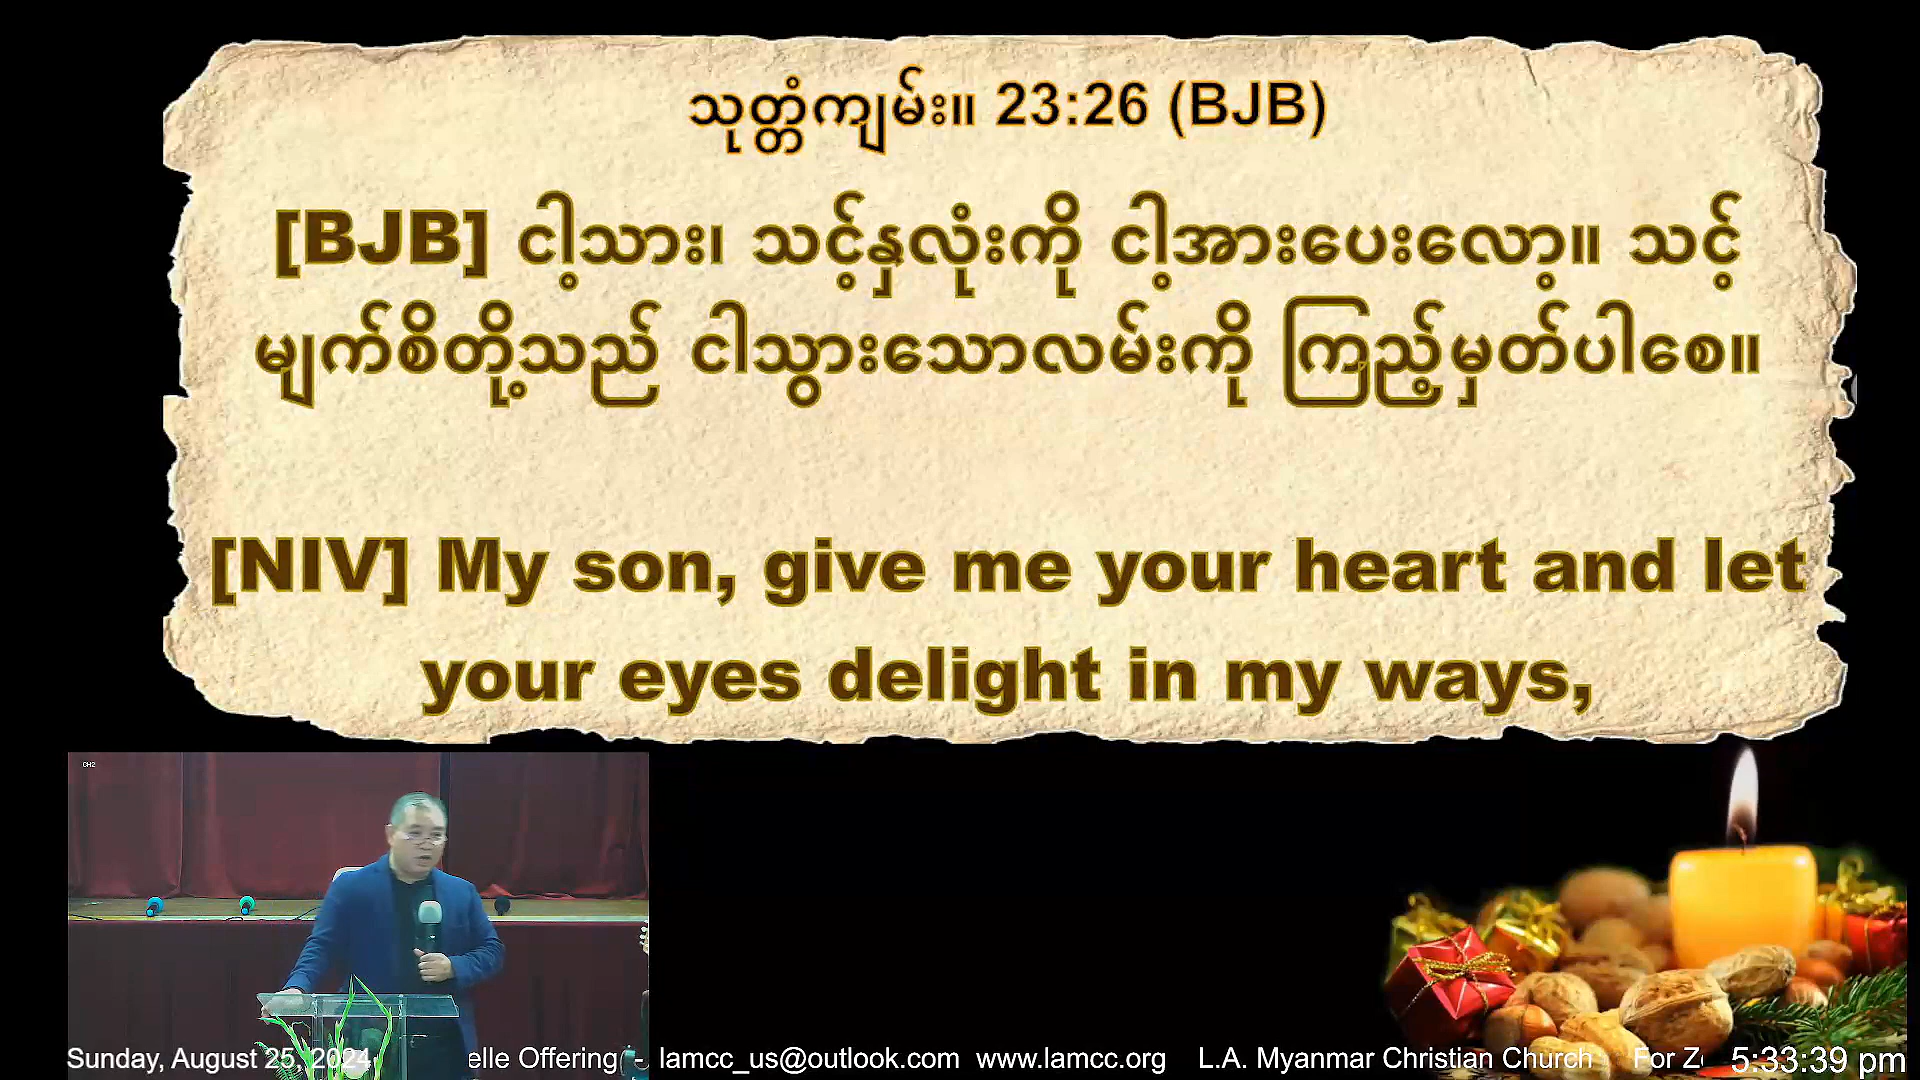 သုတ္တံကျမ်း။ 23:26 (BJB)
[BJB] ငါ့သား၊ သင့်နှလုံးကို ငါ့အားပေးလော့။ သင့်
မျက်စိတို့သည် ငါသွားသောလမ်းကို ကြည့်မှတ်ပါစေ။
[NIV] My son, give me your heart and let
your eyes delight in my ways,
CH2
Sunday, August 25, 2024 elle Offering - lamcc_us@outlook.com www.lamcc.org L.A. Myanmar Christian Church For Ze 5:33:39 pm